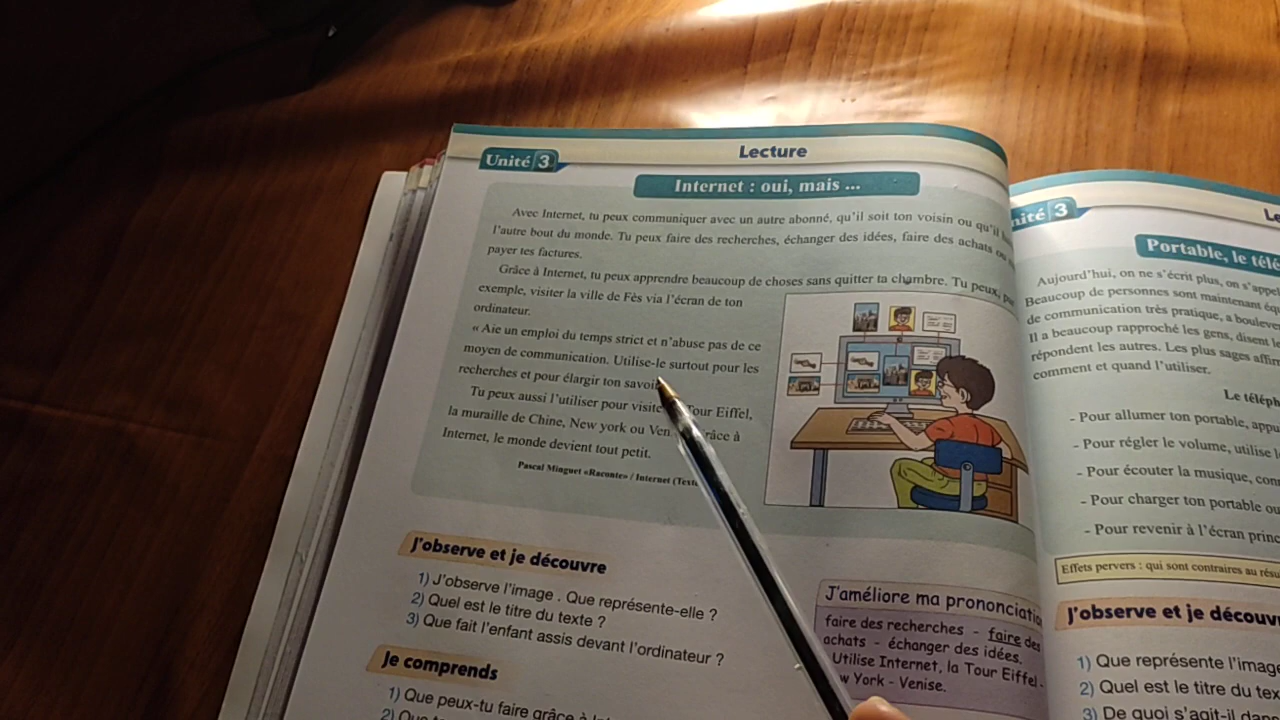 Unité 3
Lecture
Internet : oui, mais ...
Avec Internet, tu peux communiquer avec un autre abonné, qu'il soit ton voisin ou qu'il
l'autre bout du monde. Tu peux faire des recherches, échanger des idées, faire des achats ou
payer tes factures.
Grâce à Internet, tu peux apprendre beaucoup de choses sans quitter ta chambre. Tu peux,
exemple, visiter la ville de Fès via l'écran de ton
ordinateur.
« Aie un emploi du temps strict et n'abuse pas de ce
moyen de communication. Utilise-le surtout pour les
recherches et pour élargir ton savoir
Tu peux aussi l'utiliser pour visite Tour Eiffel,
la muraille de Chine, New york ou Ven râce à
Internet, le monde devient tout petit.
Pascal Minguet «Raconte» / Internet (Texte
J'observe et je découvre
1) J'observe l'image . Que représente-elle ?
2) Quel est le titre du texte ?
3) Que fait l'enfant assis devant l'ordinateur ?
Je comprends
1) Que peux-tu faire grâce à
2)
J'améliore ma prononciatio
faire des recherches - faire des
achats - échanger des idées.
Utilise Internet, la Tour Eiffel -
w York - Venise.
nité 3
Le
Portable, le télé
Aujourd'hui, on ne s'écrit plus, on s'appel
Beaucoup de personnes sont maintenant équ
de communication très pratique, a boulever
Il a beaucoup rapproché les gens, disent le
répondent les autres. Les plus sages affir
comment et quand l'utiliser.
Le téléph
- Pour allumer ton portable, appu
- Pour régler le volume, utilise l
- Pour écouter la musique, con
- Pour charger ton portable ou
- Pour revenir à l'écran princ
Effets pervers : qui sont contraires au résu
J'observe et je découv
1) Que représente l'image
2) Quel est le titre du tex
3) De quoi s'agit-il dan